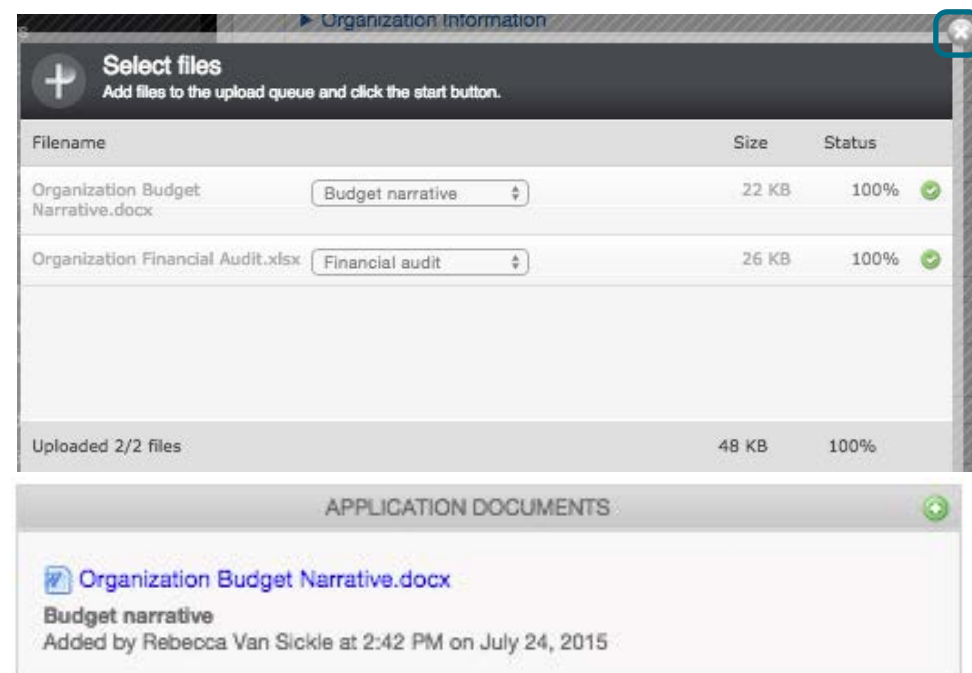 ▶ Organization Information
Select files
Add files to the upload queue and click the start button.
Filename Size Status
Organization Budget Narrative.docx Budget narrative 22 KB 100%
Organization Financial Audit.xlsx Financial audit 26 KB 100%
Uploaded 2/2 files 48 KB 100%
APPLICATION DOCUMENTS
Organization Budget Narrative.docx
Budget narrative
Added by Rebecca Van Sickle at 2:42 PM on July 24, 2015